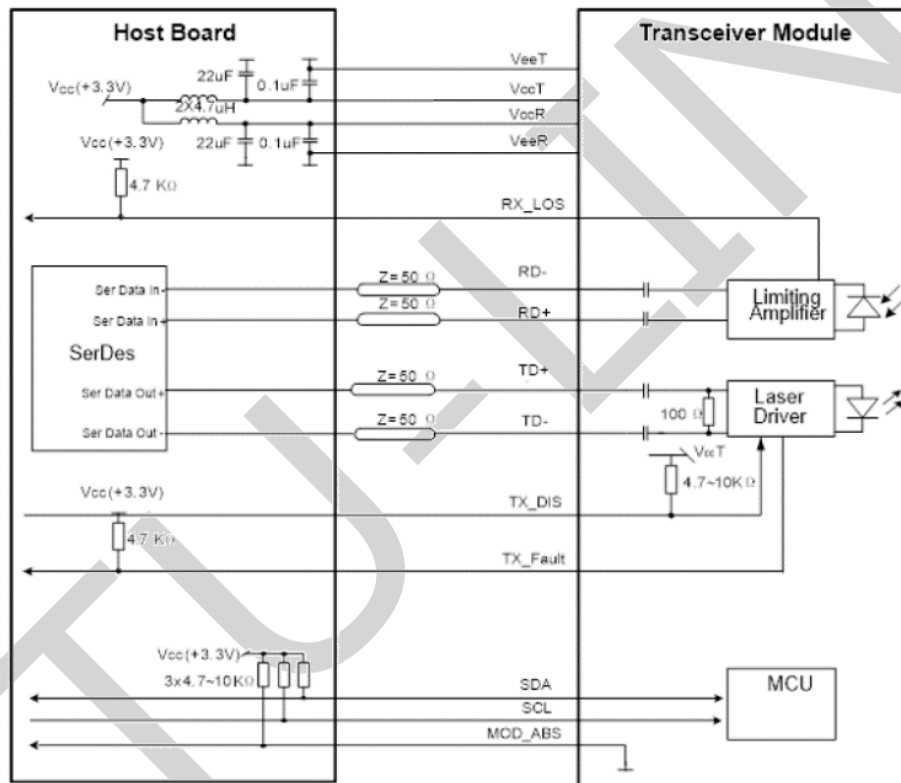 Host Board
Transceiver Module
VeeT
22uF
0.1uF
Vcc(+3.3V)
VccT
2X4.7uH
VccR
Vcc(+3.3V)
22uF
0.1uF
VeeR
4.7 KΩ
RX_LOS
Z=50 Ω
RD-
Ser Data In -
Z=50 Ω
RD+
Ser Data In +
Limiting
Amplifier
SerDes
Z=50 Ω
TD+
Ser Data Out +
Laser
Driver
100 Ω
Z=50 Ω
TD-
Ser Data Out -
VccT
4.7~10KΩ
Vcc(+3.3V)
TX_DIS
4.7 KΩ
TX_Fault
Vcc(+3.3V)
3x4.7~10KΩ
SDA
MCU
SCL
MOD_ABS
TU-LIN